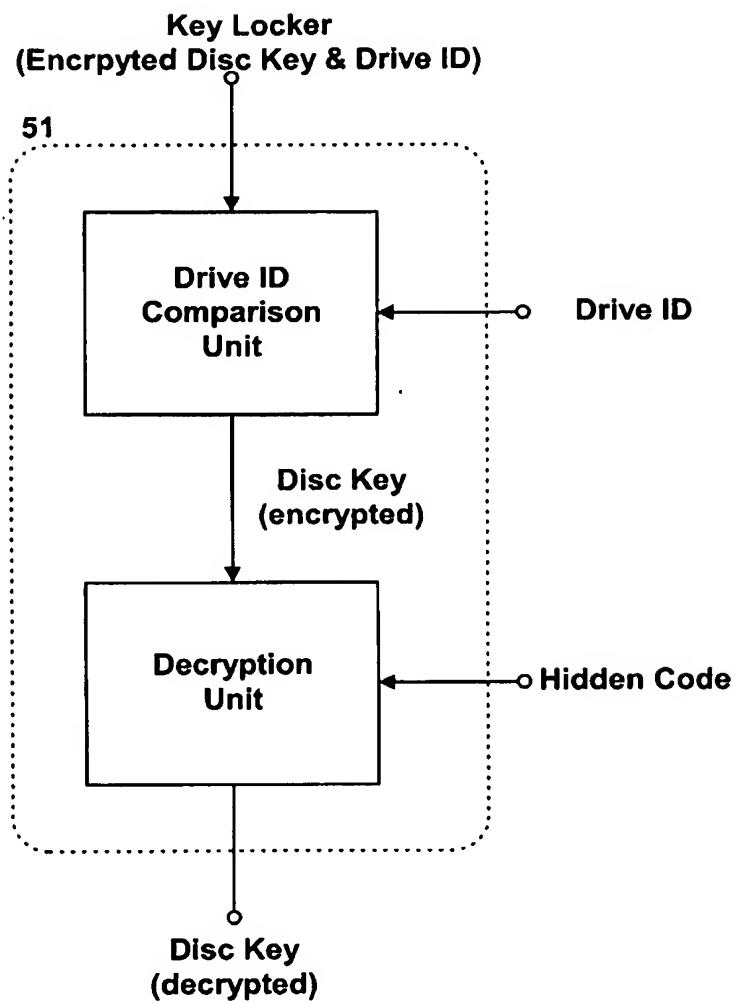 Key Locker
(Encrpyted Disc Key & Drive ID)
51
Drive ID
Comparison
Unit
Drive ID
Disc Key
(encrypted)
Decryption
Unit
Hidden Code
Disc Key
(decrypted)